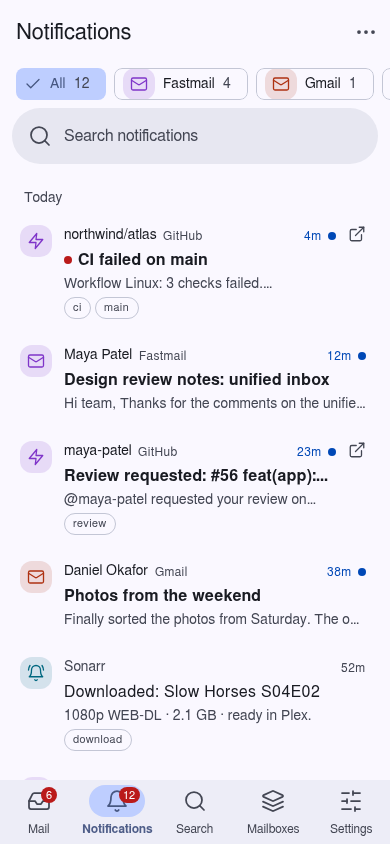 Notifications
All 12
Fastmail 4
Gmail 1
Search notifications
Today
northwind/atlas GitHub 4m
CI failed on main
Workflow Linux: 3 checks failed....
ci main
Maya Patel Fastmail 12m
Design review notes: unified inbox
Hi team, Thanks for the comments on the unifie...
maya-patel GitHub 23m
Review requested: #56 feat(app):...
@maya-patel requested your review on...
review
Daniel Okafor Gmail 38m
Photos from the weekend
Finally sorted the photos from Saturday. The o...
Sonarr 52m
Downloaded: Slow Horses S04E02
1080p WEB-DL · 2.1 GB · ready in Plex.
download
6 12
Mail Notifications Search Mailboxes Settings